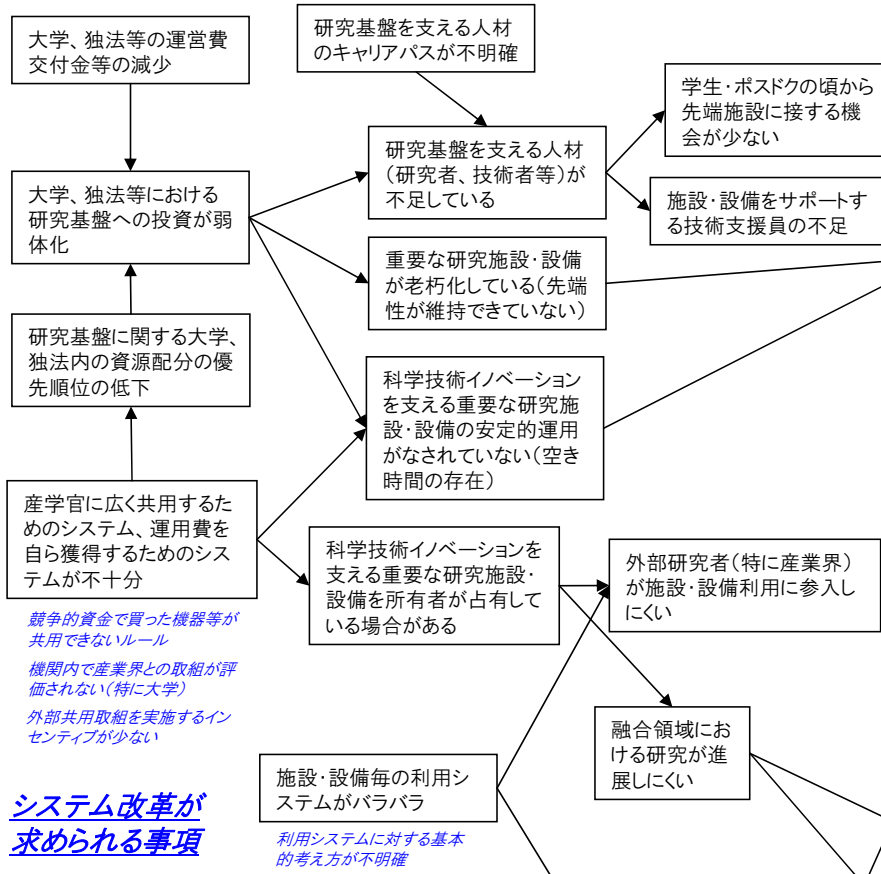 大学、独法等の運営費
交付金等の減少
研究基盤を支える人材
のキャリアパスが不明確
学生・ポスドクの頃から
先端施設に接する機
会が少ない
研究基盤を支える人材
（研究者、技術者等）が
不足している
大学、独法等における
研究基盤への投資が弱
体化
施設・設備をサポートす
る技術支援員の不足
重要な研究施設・設備
が老朽化している（先端
性が維持できていない）
研究基盤に関する大学、
独法内の資源配分の優
先順位の低下
科学技術イノベーション
を支える重要な研究施
設・設備の安定的運用
がなされていない（空き
時間の存在）
産学官に広く共用するた
めのシステム、運用費を
自ら獲得するためのシス
テムが不十分
競争的資金で買った機器等が
共用できないルール
機関内で産業界との取組が評
価されない（特に大学）
外部共用取組を実施するイン
センティブが少ない
科学技術イノベーションを
支える重要な研究施設・
設備を所有者が占有して
いる場合がある
外部研究者（特に産業界）
が施設・設備利用に参入し
にくい
融合領域にお
ける研究が進
展しにくい
施設・設備毎の利用シ
ステムがバラバラ
利用システムに対する基本
的考え方が不明確
システム改革が
求められる事項